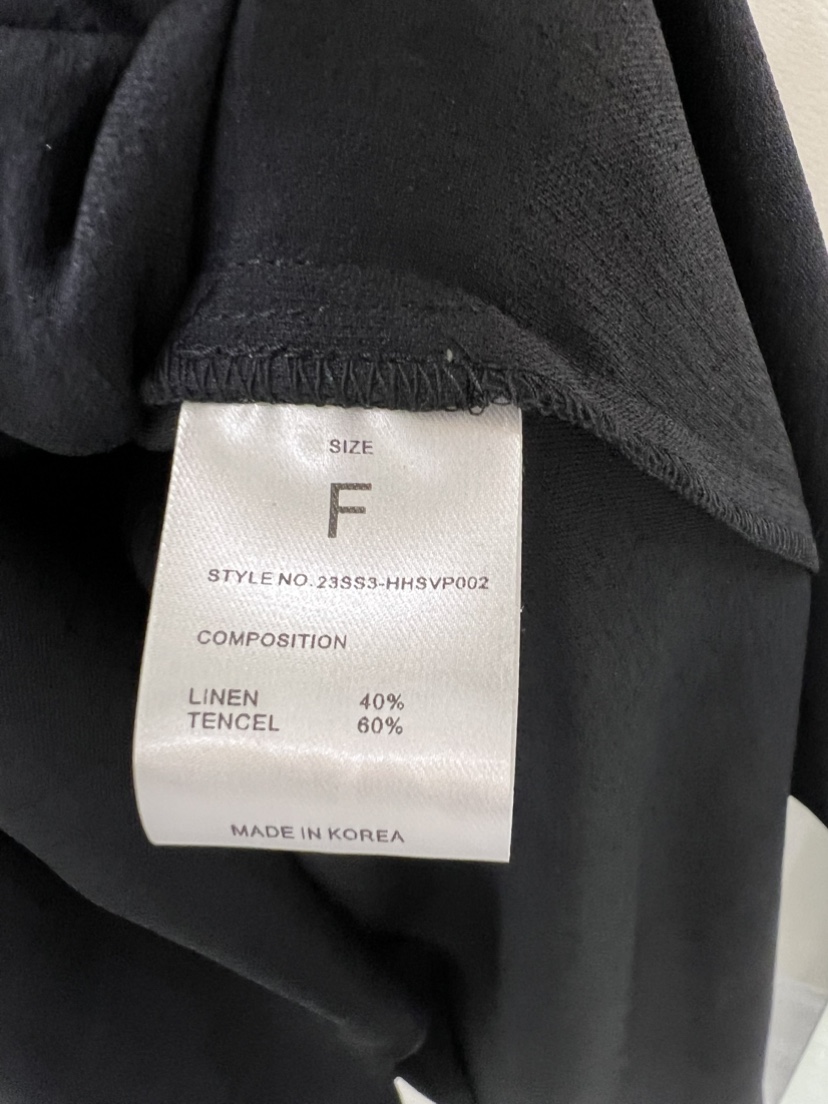 SIZE
F
STYLE NO. 23SS3-HHSVP002
COMPOSITION
LINEN 40%
TENCEL 60%
MADE IN KOREA